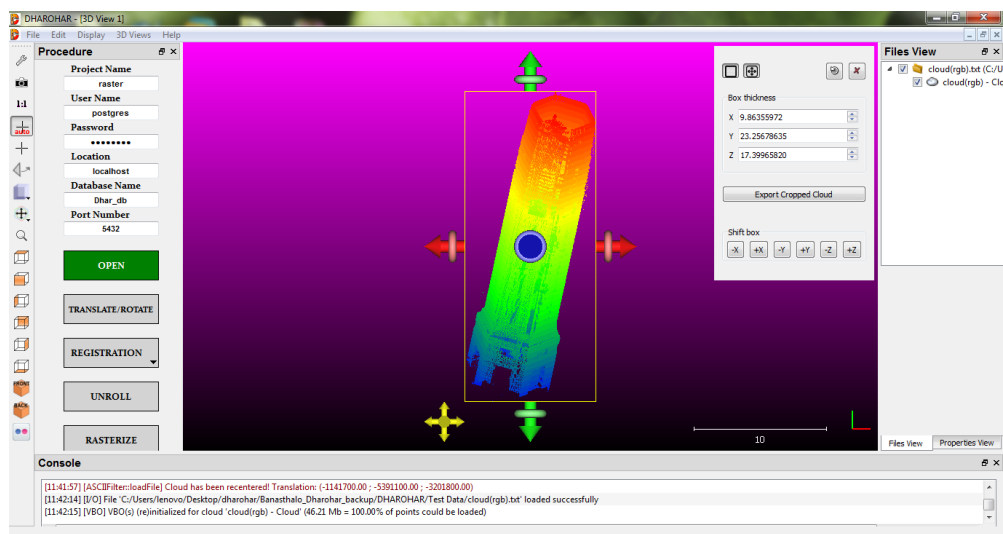 DHAROHAR - [3D View 1]
File Edit Display 3D Views Help
Procedure
Project Name
raster
User Name
postgres
Password
Location
localhost
Database Name
Dhar_db
Port Number
5432
OPEN
TRANSLATE/ROTATE
REGISTRATION
UNROLL
RASTERIZE
1:1
auto
FRONT
BACK
Box thickness
X 9.86355972
Y 23.25678635
Z 17.39965820
Export Cropped Cloud
Shift box
-X +X -Y +Y -Z +Z
10
Files View
cloud(rgb).txt (C:/U
cloud(rgb) - Clo
Files View Properties View
Console
[11:41:57] [ASCIIFilter::loadFile] Cloud has been recentered! Translation: (-1141700.00 ; -5391100.00 ; -3201800.00)
[11:42:14] [I/O] File 'C:/Users/lenovo/Desktop/dharohar/Banasthalo_Dharohar_backup/DHAROHAR/Test Data/cloud(rgb).txt' loaded successfully
[11:42:15] [VBO] VBO(s) (re)initialized for cloud 'cloud(rgb) - Cloud' (46.21 Mb = 100.00% of points could be loaded)